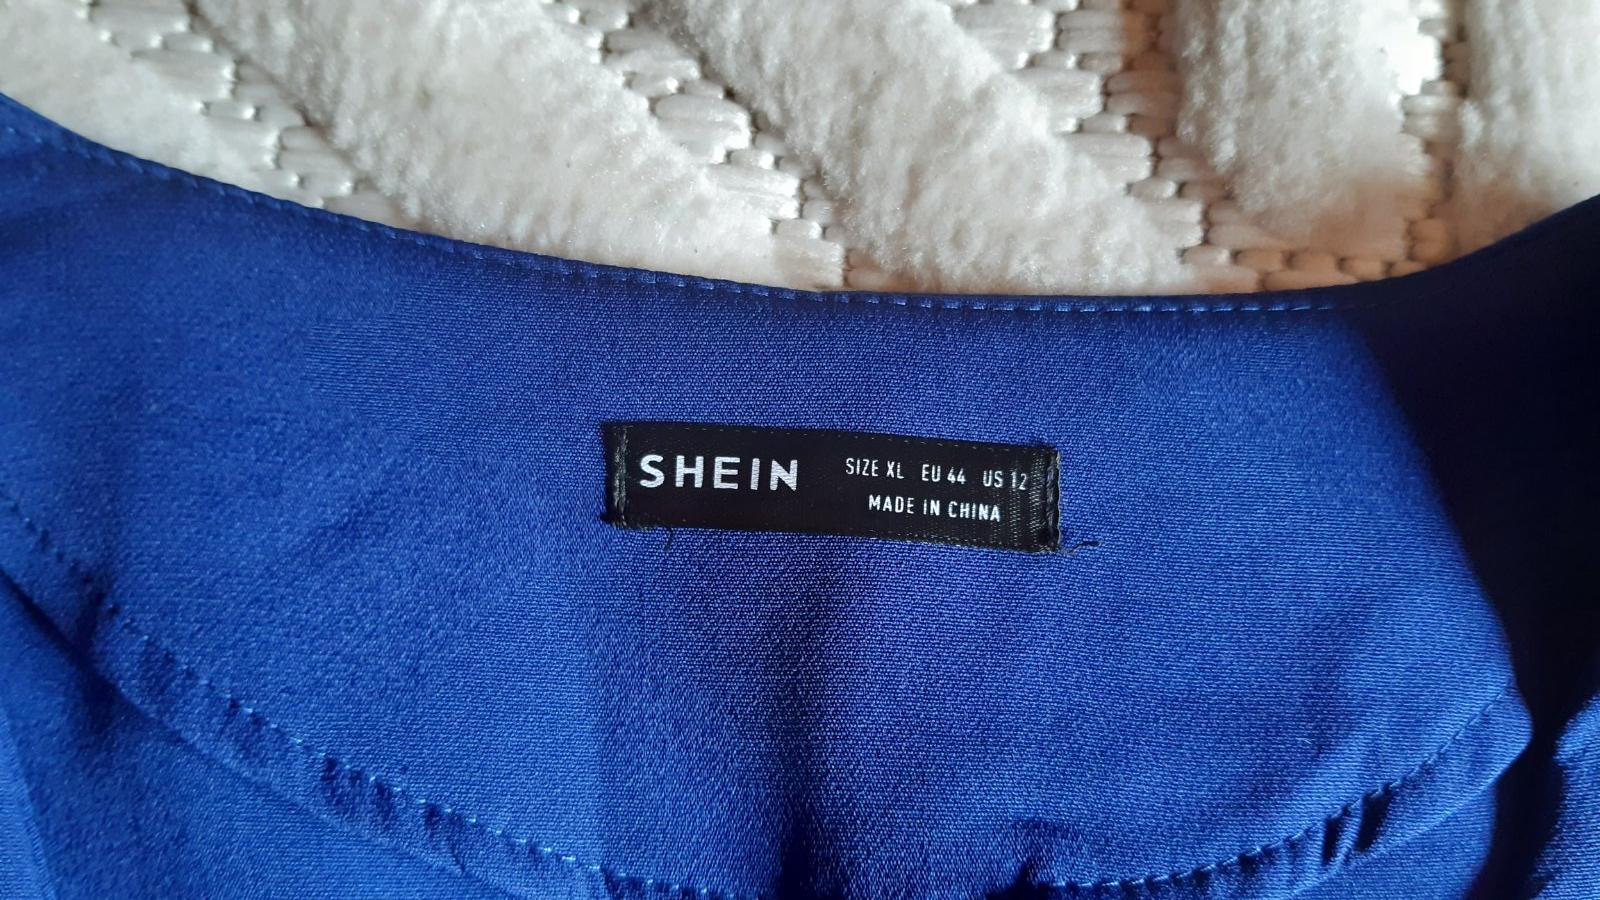 SHEIN
SIZE XL EU 44 US 12
MADE IN CHINA